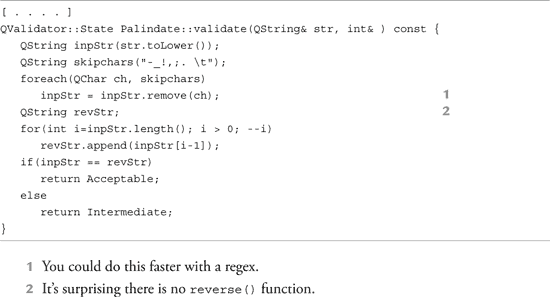 [ . . . . ]
QValidator::State Palindate::validate(QString& str, int& ) const {
   QString inpStr(str.toLower());
   QString skipchars("-_!,;. \t");
   foreach(QChar ch, skipchars)
      inpStr = inpStr.remove(ch); 1
   QString revStr; 2
   for(int i=inpStr.length(); i > 0; --i)
      revStr.append(inpStr[i-1]);
   if(inpStr == revStr)
      return Acceptable;
   else
      return Intermediate;
}
1 You could do this faster with a regex.
2 It's surprising there is no reverse() function.